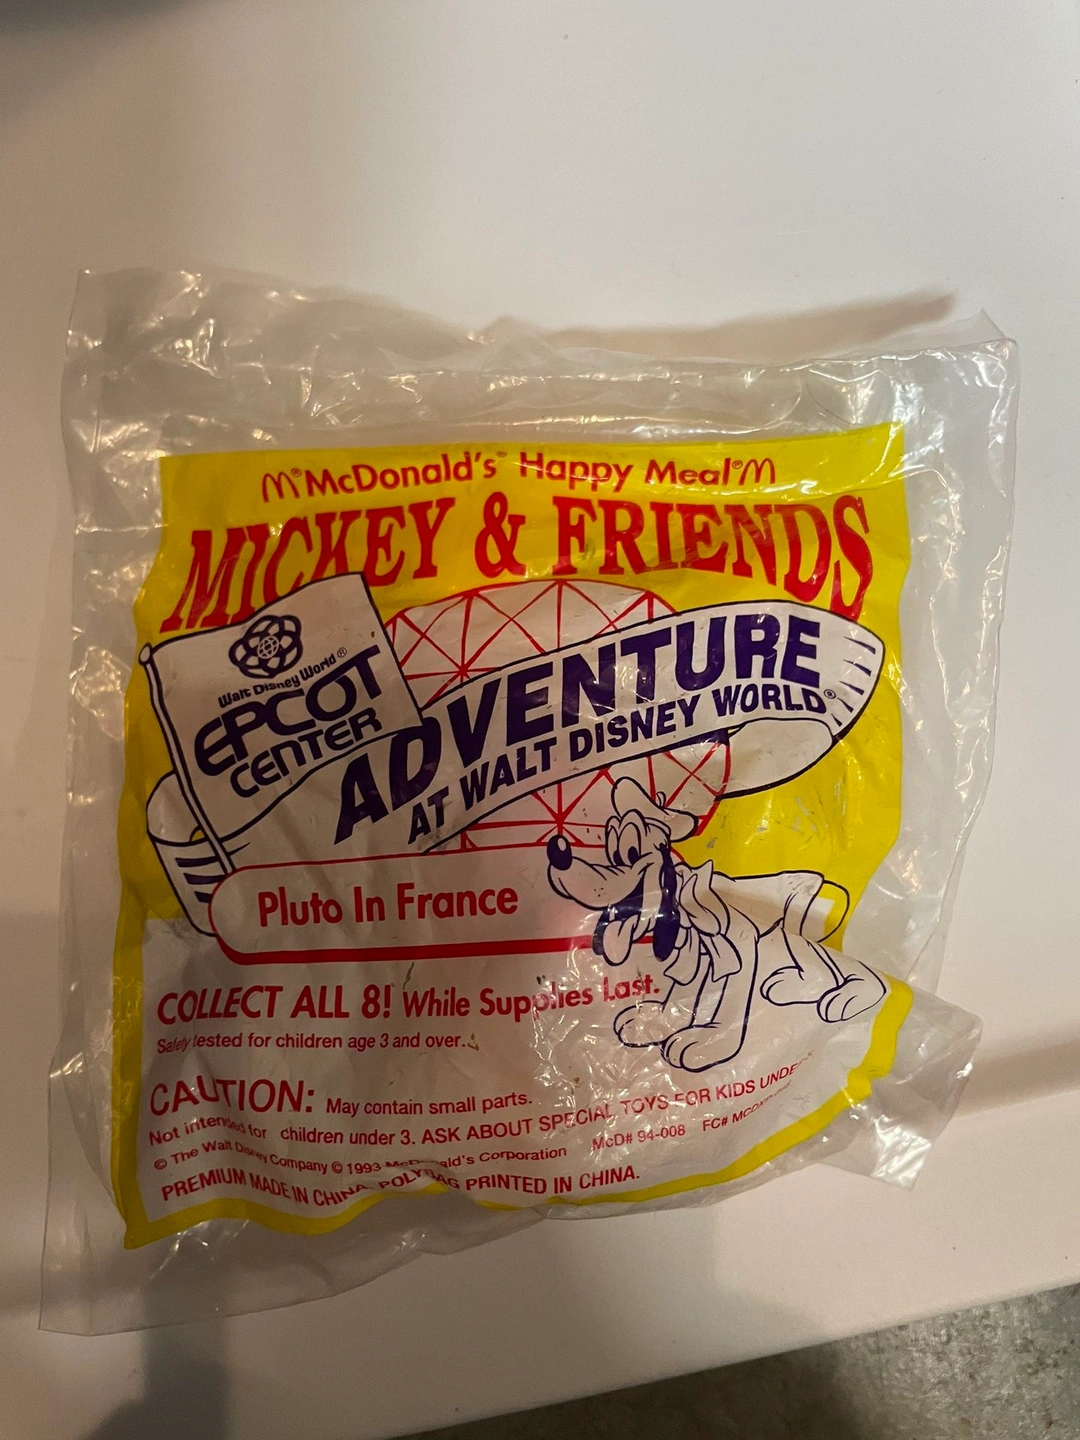 McDonald's® Happy Meal®
MICKEY & FRIENDS
Walt Disney World®
EPCOT
CENTER
ADVENTURE
AT WALT DISNEY WORLD®
Pluto In France
COLLECT ALL 8! While Supplies Last.
Safety tested for children age 3 and over.
CAUTION: May contain small parts.
Not intended for children under 3. ASK ABOUT SPECIAL TOYS FOR KIDS UNDER
© The Walt Disney Company © 1993 McDonald's Corporation McD# 94-008 FC#
PREMIUM MADE IN CHINA. POLYBAG PRINTED IN CHINA.